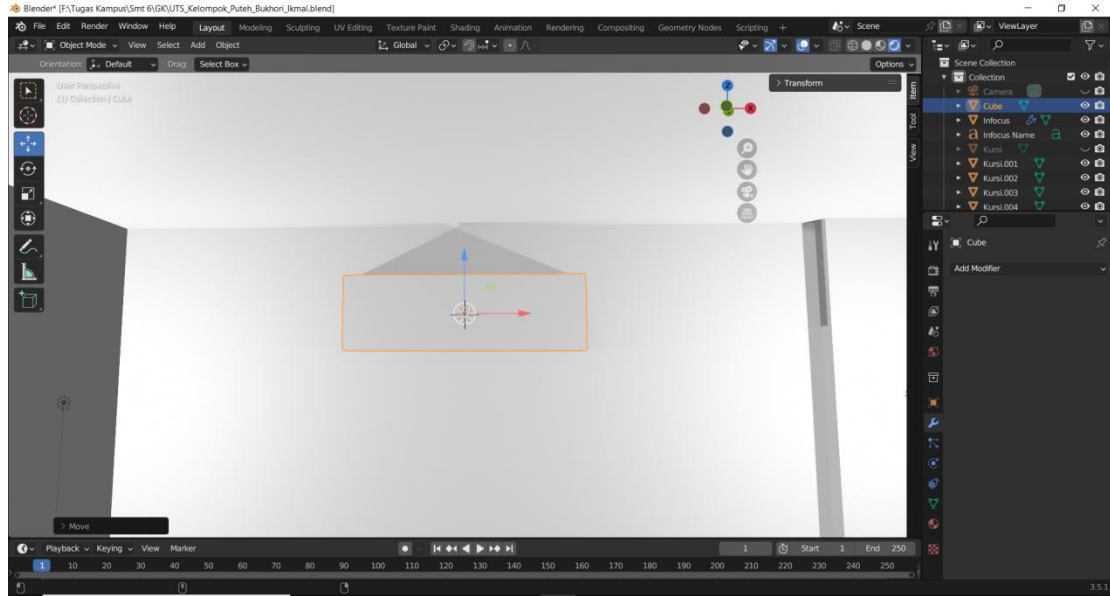 Blender* [F:\Tugas Kampus\Smt 6\GK\UTS_Kelompok_Puteh_Bukhori_Ikmal.blend]
File Edit Render Window Help Layout Modeling Sculpting UV Editing Texture Paint Shading Animation Rendering Compositing Geometry Nodes Scripting + Scene ViewLayer
Object Mode View Select Add Object Global
Orientation: Default Drag: Select Box Options
User Perspective
(1) Collection | Cube
Z
X
Transform
Item
Tool
View
Scene Collection
Collection
Camera
Cube
Infocus
Infocus Name
Kursi
Kursi.001
Kursi.002
Kursi.003
Kursi.004
Cube
Add Modifier
> Move
Playback Keying View Marker 1 Start 1 End 250
1 10 20 30 40 50 60 70 80 90 100 110 120 130 140 150 160 170 180 190 200 210 220 230 240 250
3.5.1